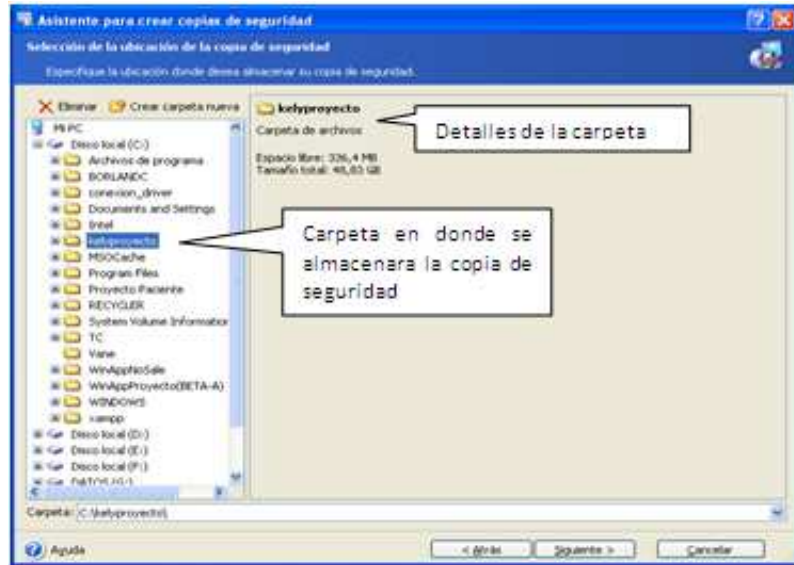 Asistente para crear copias de seguridad
Selección de la ubicación de la copia de seguridad
Especifique la ubicación donde desea almacenar su copia de seguridad.
Eliminar Crear carpeta nueva
Mi PC
Disco local (C:)
Archivos de programa
BORLANDC
conexion_driver
Documents and Settings
Intel
kelyproyecto
MSOCache
Program Files
Proyecto Paciente
RECYCLER
System Volume Information
TC
Vane
WinAppNoSale
WinAppProyecto(BETA-A)
WINDOWS
xampp
Disco local (D:)
Disco local (E:)
Disco local (F:)
DATOS (G:)
kelyproyecto
Carpeta de archivos
Espacio libre: 336,4 MB
Tamaño total: 48,83 GB
Detalles de la carpeta
Carpeta en donde se
almacenara la copia de
seguridad
Carpeta: C:\kelyproyecto\
Ayuda
< Atrás Siguiente > Cancelar